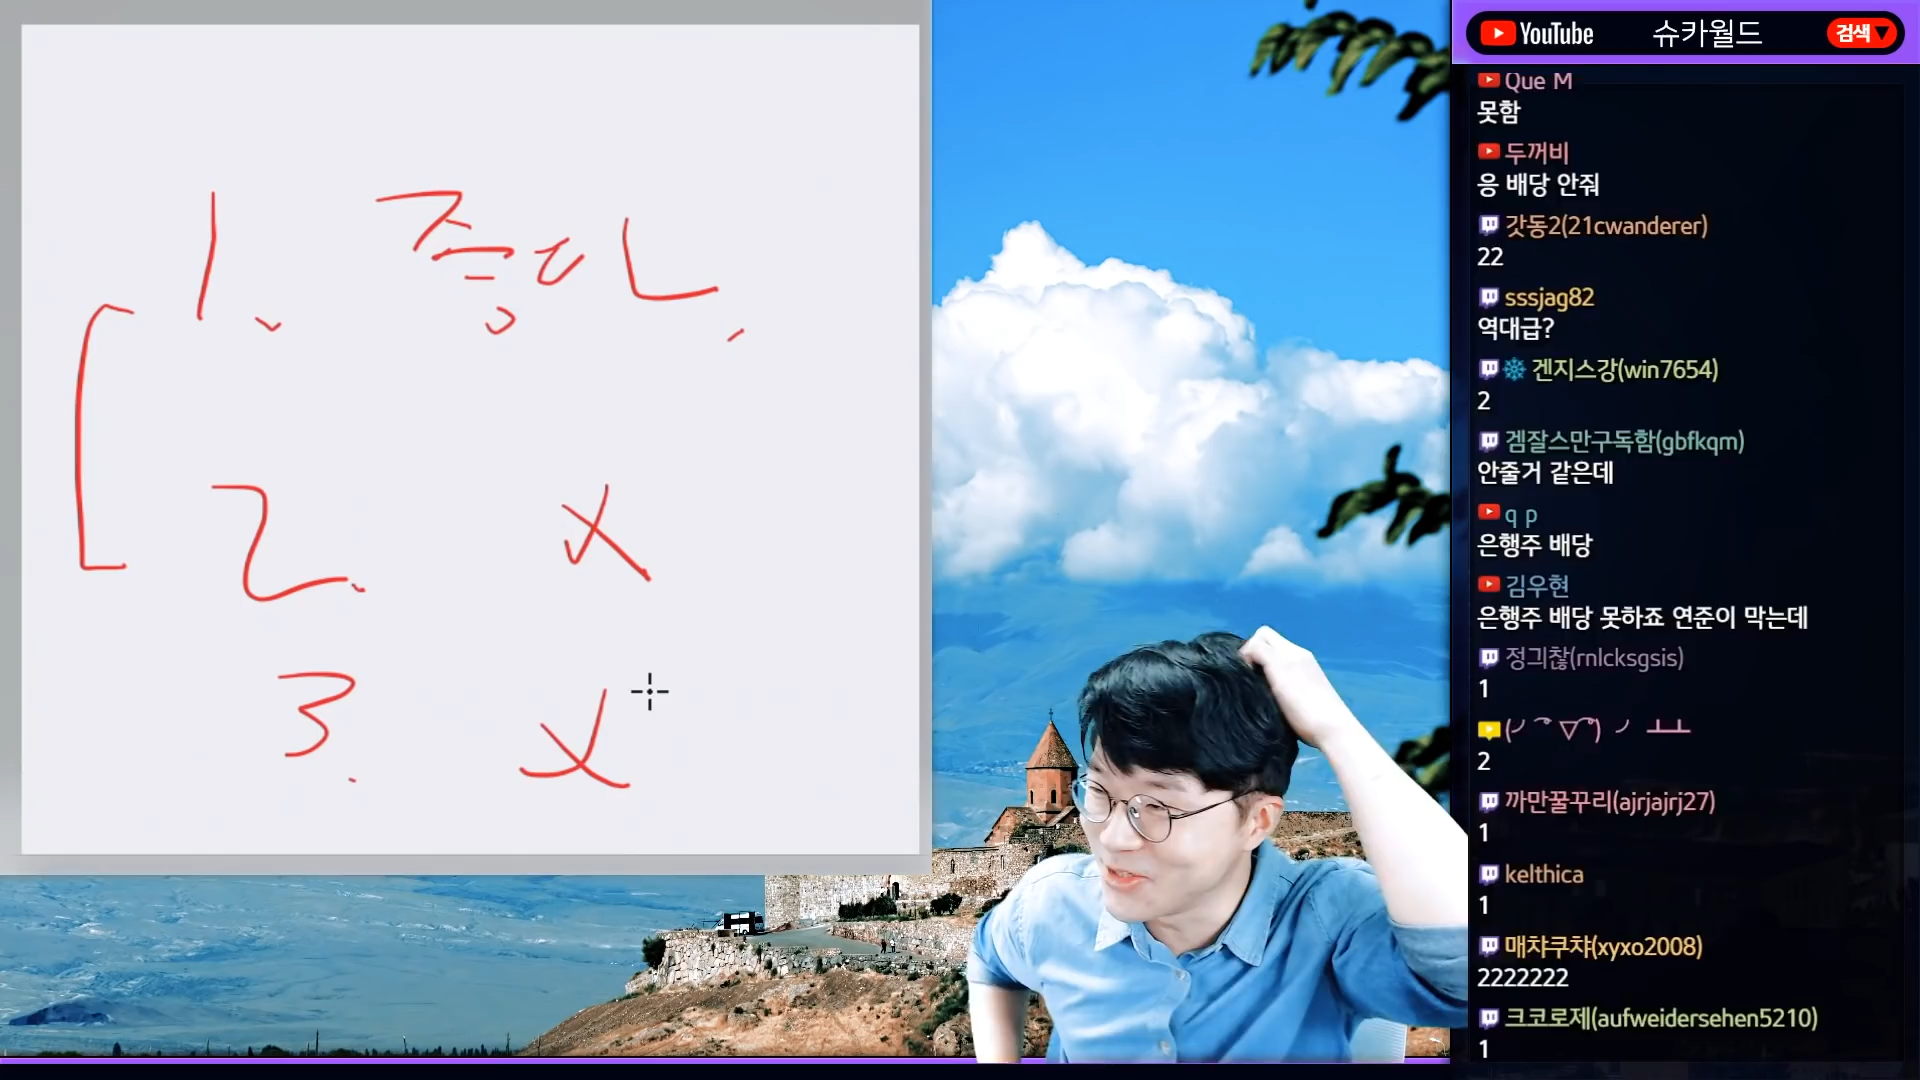 1.
2. X
3. X
YouTube 슈카월드 검색▼
Que M
못함
두꺼비
응 배당 안줘
갓동2(21cwanderer)
22
sssjag82
역대급?
겐지스강(win7654)
2
겜잘스만구독함(gbfkqm)
안줄거 같은데
q p
은행주 배당
김우현
은행주 배당 못하죠 연준이 막는데
정긔찮(rnlcksgsis)
1
2
까만꿀꾸리(ajrjajrj27)
1
kelthica
1
매챠쿠챠(xyxo2008)
2222222
크코로제(aufweidersehen5210)
1